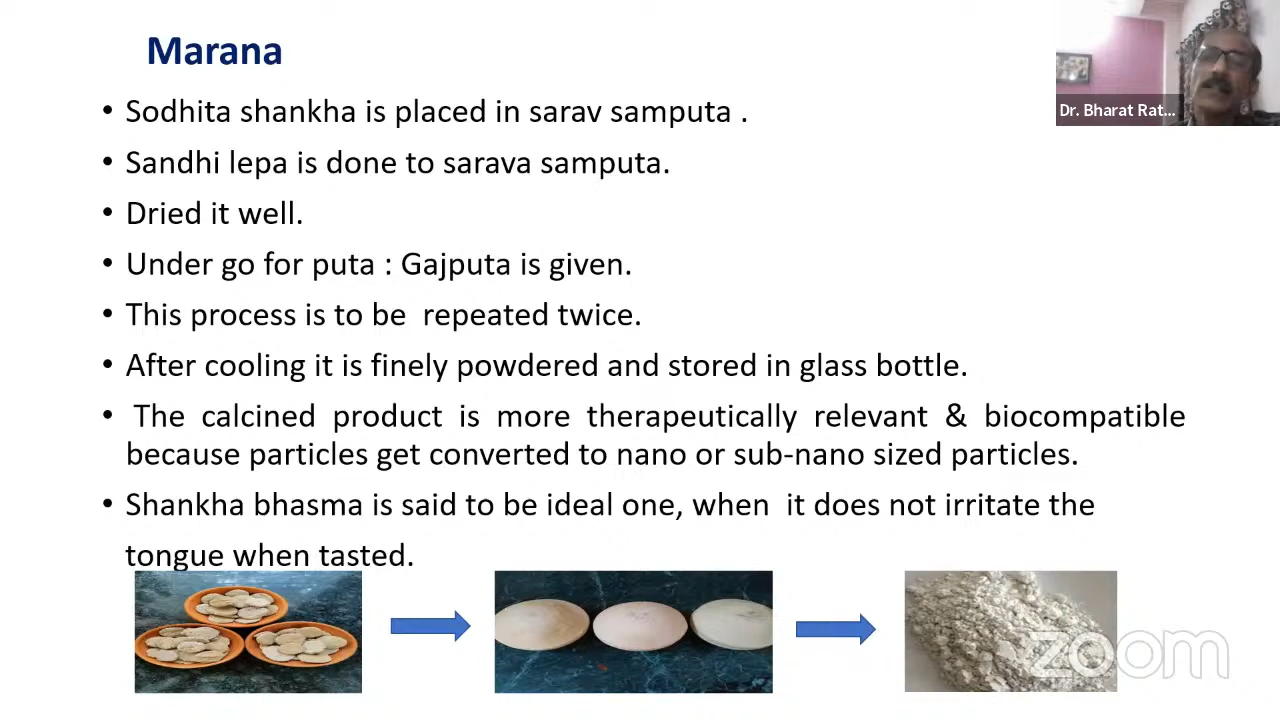 Marana
Dr. Bharat Rat...
• Sodhita shankha is placed in sarav samputa .
• Sandhi lepa is done to sarava samputa.
• Dried it well.
• Under go for puta : Gajputa is given.
• This process is to be  repeated twice.
• After cooling it is finely powdered and stored in glass bottle.
• The calcined product is more therapeutically relevant & biocompatible
because particles get converted to nano or sub-nano sized particles.
• Shankha bhasma is said to be ideal one, when  it does not irritate the
tongue when tasted.
zoom